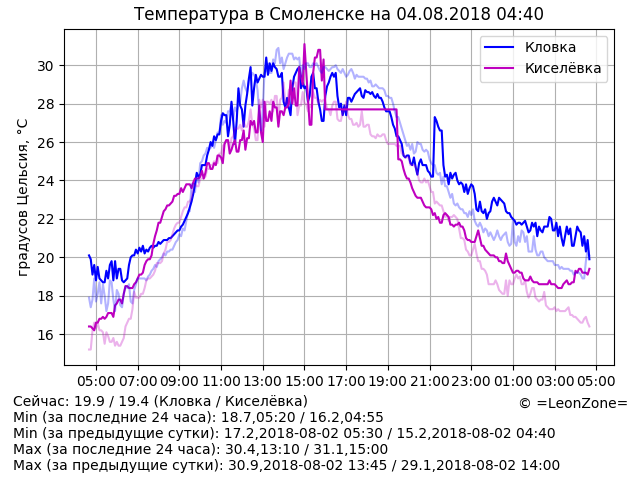 Температура в Смоленске на 04.08.2018 04:40
Кловка
Киселёвка
градусов Цельсия, °C
30
28
26
24
22
20
18
16
05:00 07:00 09:00 11:00 13:00 15:00 17:00 19:00 21:00 23:00 01:00 03:00 05:00
Сейчас: 19.9 / 19.4 (Кловка / Киселёвка)
© =LeonZone=
Min (за последние 24 часа): 18.7,05:20 / 16.2,04:55
Min (за предыдущие сутки): 17.2,2018-08-02 05:30 / 15.2,2018-08-02 04:40
Max (за последние 24 часа): 30.4,13:10 / 31.1,15:00
Max (за предыдущие сутки): 30.9,2018-08-02 13:45 / 29.1,2018-08-02 14:00